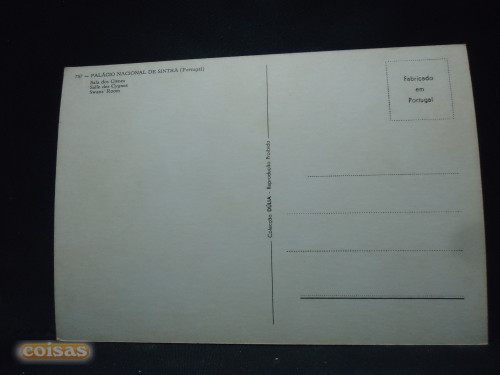 PALÁCIO NACIONAL DE SINTRA (Portugal)
Sala dos Cisnes
Salle des Cygnes
Swans' Room
Colecção DÚLIA - Reprodução Proibida
Fabricado
em
Portugal
coisas